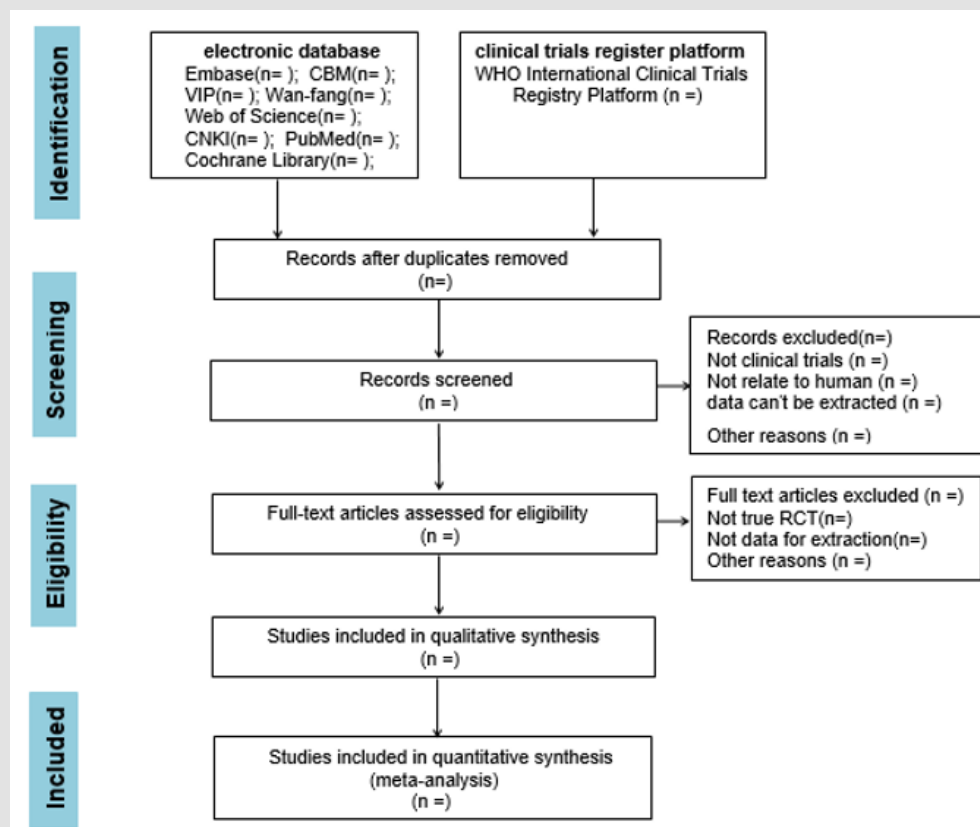 Identification
electronic database
Embase(n= ); CBM(n= );
VIP(n= ); Wan-fang(n= );
Web of Science(n= );
CNKI(n= ); PubMed(n= );
Cochrane Library(n= );
clinical trials register platform
WHO International Clinical Trials
Registry Platform (n =)
Records after duplicates removed
(n=)
Screening
Records screened
(n =)
Records excluded(n=)
Not clinical trials (n =)
Not relate to human (n =)
data can't be extracted (n =)
Other reasons (n =)
Eligibility
Full-text articles assessed for eligibility
(n =)
Full text articles excluded (n =)
Not true RCT(n=)
Not data for extraction(n=)
Other reasons (n =)
Studies included in qualitative synthesis
(n =)
Included
Studies included in quantitative synthesis
(meta-analysis)
(n =)